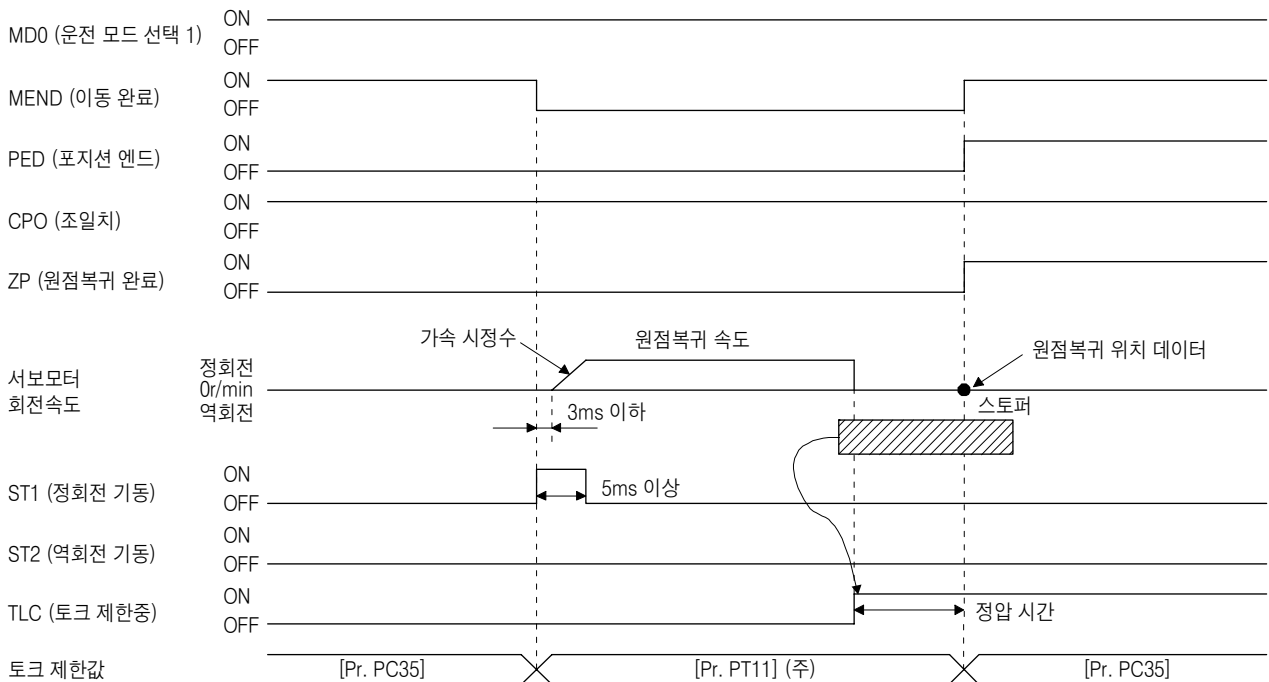 MD0 (운전 모드 선택 1)
ON
OFF
MEND (이동 완료)
ON
OFF
PED (포지션 엔드)
ON
OFF
CPO (조일치)
ON
OFF
ZP (원점복귀 완료)
ON
OFF
가속 시정수
원점복귀 속도
원점복귀 위치 데이터
서보모터
회전속도
정회전
0r/min
역회전
3ms 이하
스토퍼
ST1 (정회전 기동)
ON
OFF
5ms 이상
ST2 (역회전 기동)
ON
OFF
TLC (토크 제한중)
ON
OFF
정압 시간
토크 제한값
[Pr. PC35]
[Pr. PT11] (주)
[Pr. PC35]